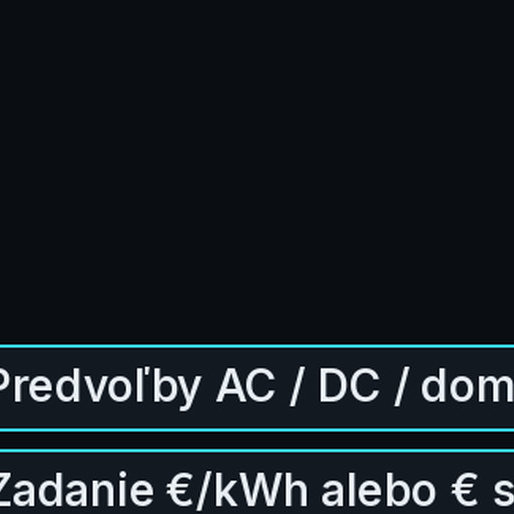 Predvoľby AC / DC / dom
Zadanie €/kWh alebo € s